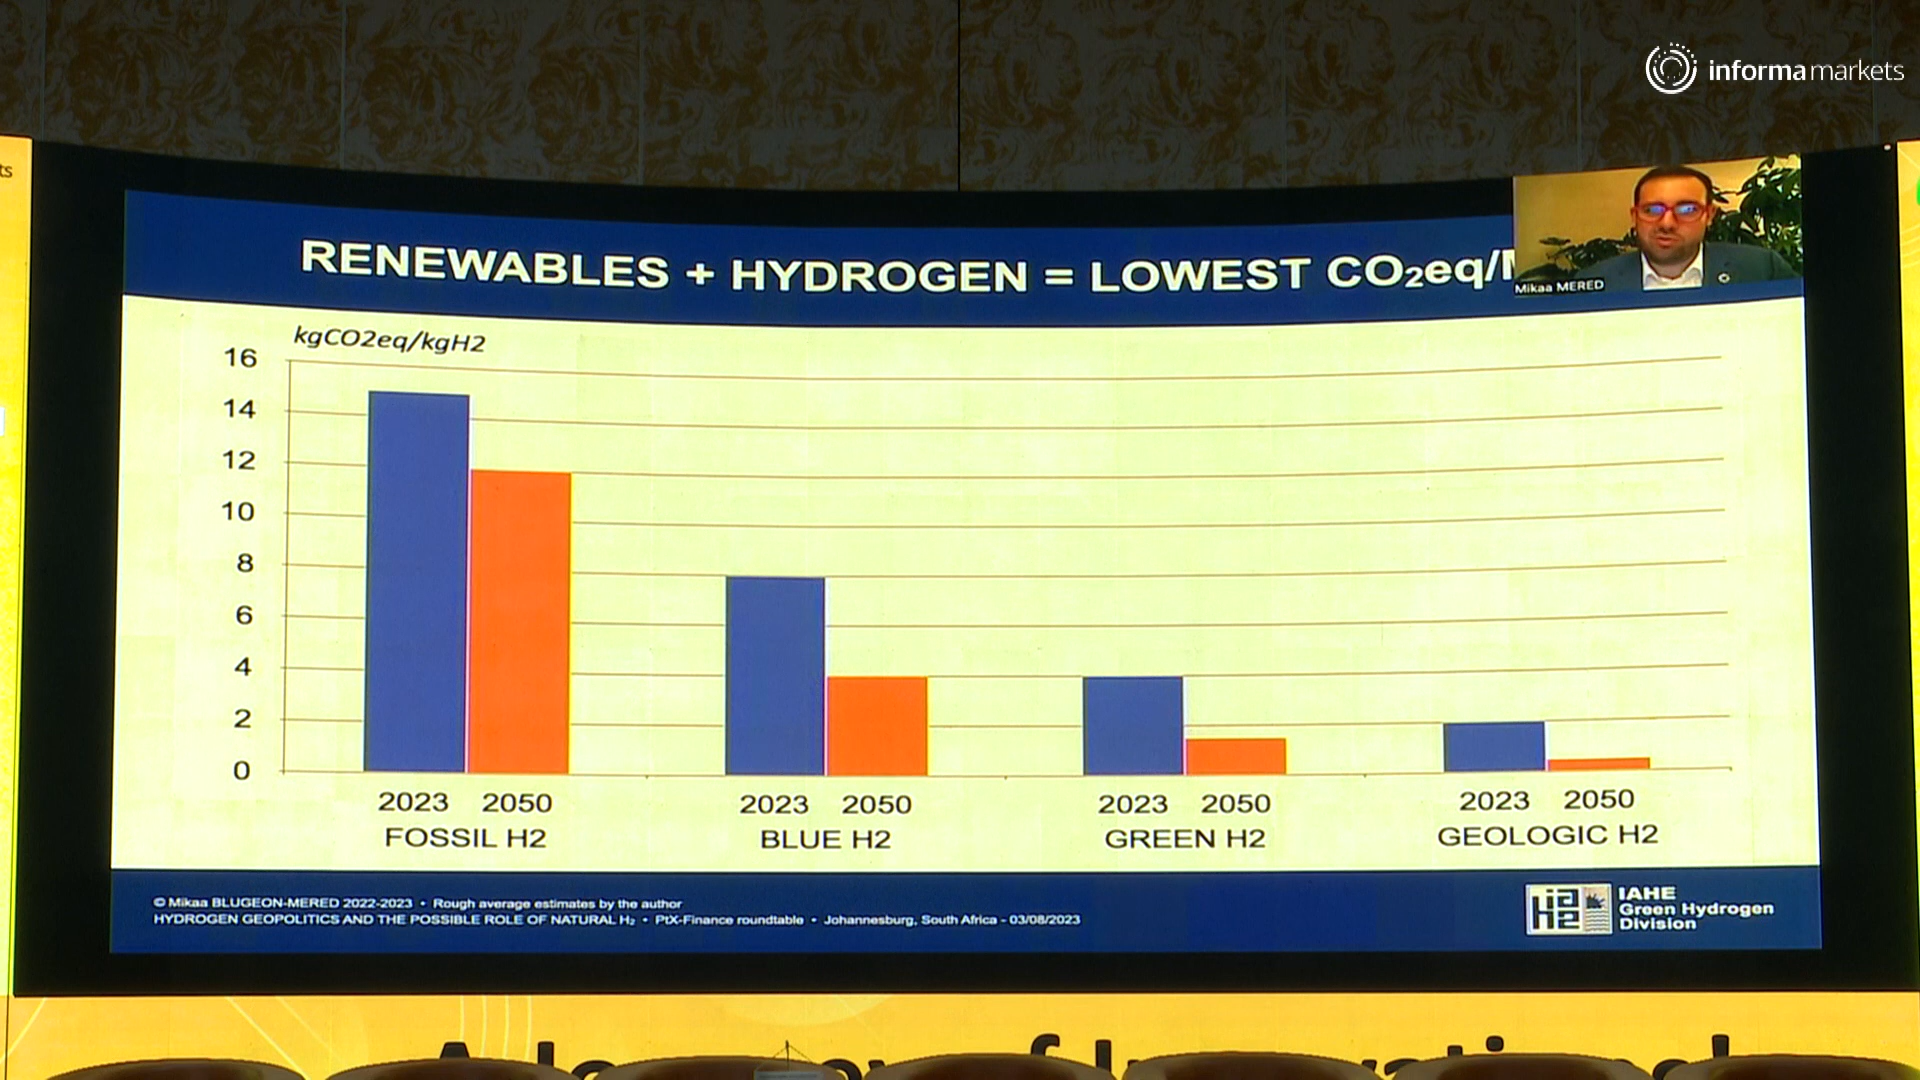 informa markets
ts
RENEWABLES + HYDROGEN = LOWEST CO₂eq/
Mikaa MERED
kgCO2eq/kgH2
16
14
12
10
8
6
4
2
0
2023 2050 2023 2050 2023 2050 2023 2050
FOSSIL H2 BLUE H2 GREEN H2 GEOLOGIC H2
© Mikaa BLUGEON-MERED 2022-2023 • Rough average estimates by the author
HYDROGEN GEOPOLITICS AND THE POSSIBLE ROLE OF NATURAL H₂ • PtX-Finance roundtable • Johannesburg, South Africa - 03/08/2023
IAHE
Green Hydrogen
Division